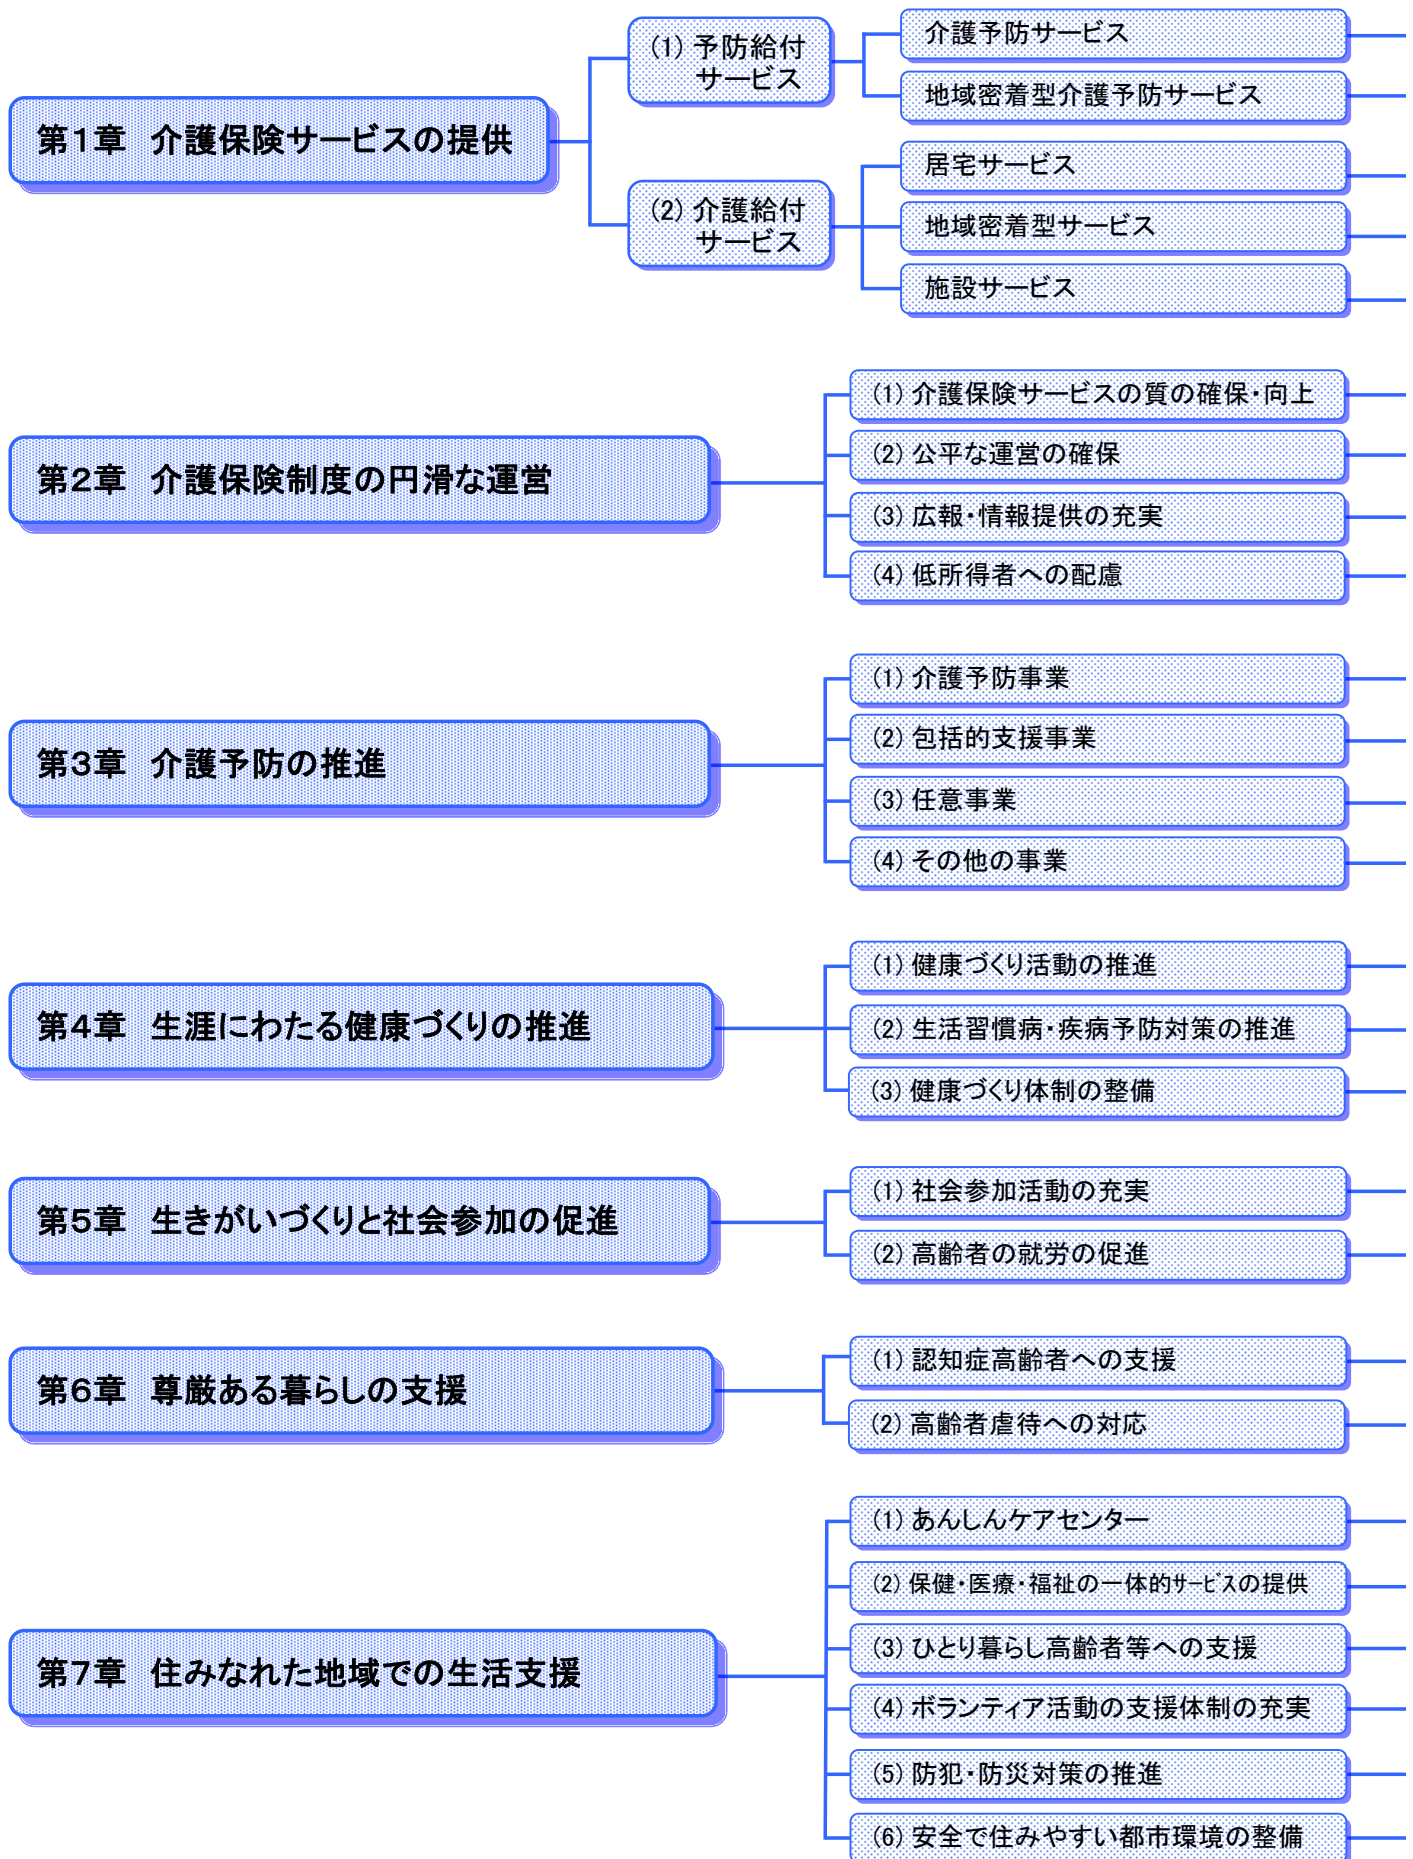 第1章　介護保険サービスの提供
(1) 予防給付
サービス
介護予防サービス
地域密着型介護予防サービス
(2) 介護給付
サービス
居宅サービス
地域密着型サービス
施設サービス
第2章　介護保険制度の円滑な運営
(1) 介護保険サービスの質の確保・向上
(2) 公平な運営の確保
(3) 広報・情報提供の充実
(4) 低所得者への配慮
第3章　介護予防の推進
(1) 介護予防事業
(2) 包括的支援事業
(3) 任意事業
(4) その他の事業
第4章　生涯にわたる健康づくりの推進
(1) 健康づくり活動の推進
(2) 生活習慣病・疾病予防対策の推進
(3) 健康づくり体制の整備
第5章　生きがいづくりと社会参加の促進
(1) 社会参加活動の充実
(2) 高齢者の就労の促進
第6章　尊厳ある暮らしの支援
(1) 認知症高齢者への支援
(2) 高齢者虐待への対応
第7章　住みなれた地域での生活支援
(1) あんしんケアセンター
(2) 保健・医療・福祉の一体的ｻｰﾋﾞｽの提供
(3) ひとり暮らし高齢者等への支援
(4) ボランティア活動の支援体制の充実
(5) 防犯・防災対策の推進
(6) 安全で住みやすい都市環境の整備